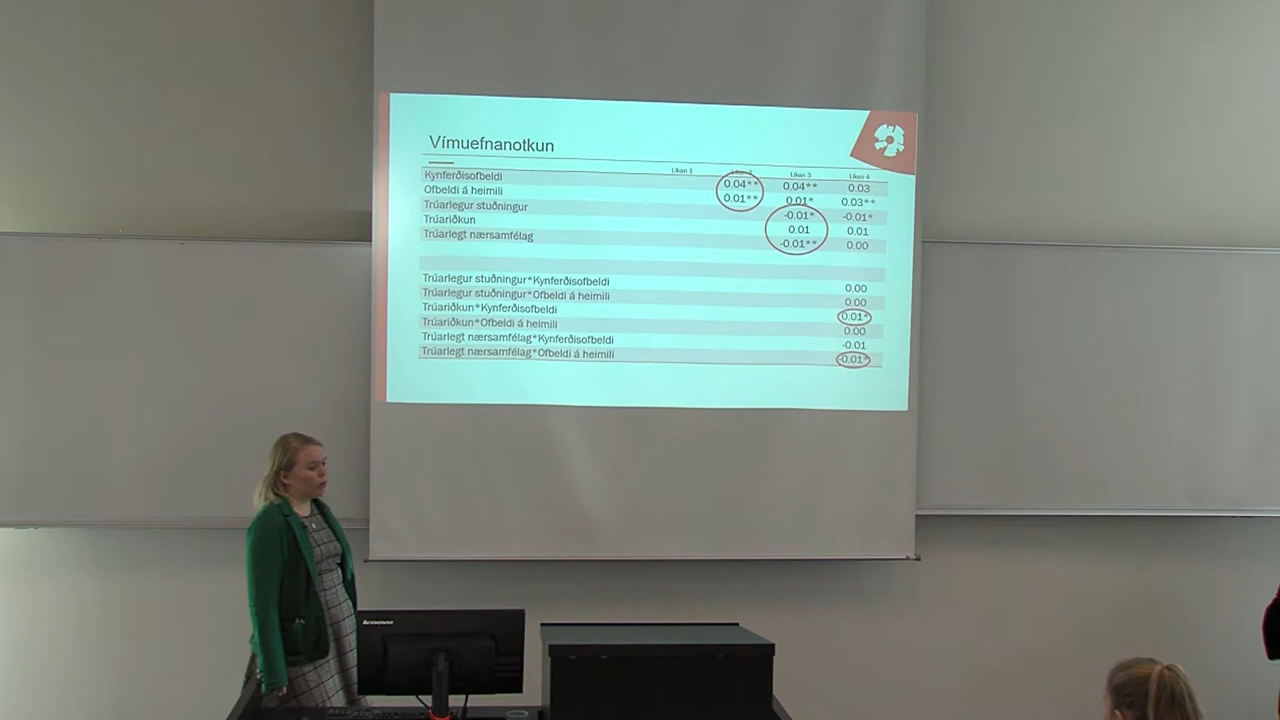 Vímuefnanotkun
Líkan 1 Líkan 3 Líkan 4
Kynferðisofbeldi 0.04** 0.04** 0.03
Ofbeldi á heimili 0.01** 0.01* 0.03**
Trúarlegur stuðningur -0.01* -0.01*
Trúariðkun 0.01 0.01
Trúarlegt nærsamfélag -0.01** 0.00
Trúarlegur stuðningur*Kynferðisofbeldi 0.00
Trúarlegur stuðningur*Ofbeldi á heimili 0.00
Trúariðkun*Kynferðisofbeldi 0.01*
Trúariðkun*Ofbeldi á heimili 0.00
Trúarlegt nærsamfélag*Kynferðisofbeldi -0.01
Trúarlegt nærsamfélag*Ofbeldi á heimili -0.01*
lenovo